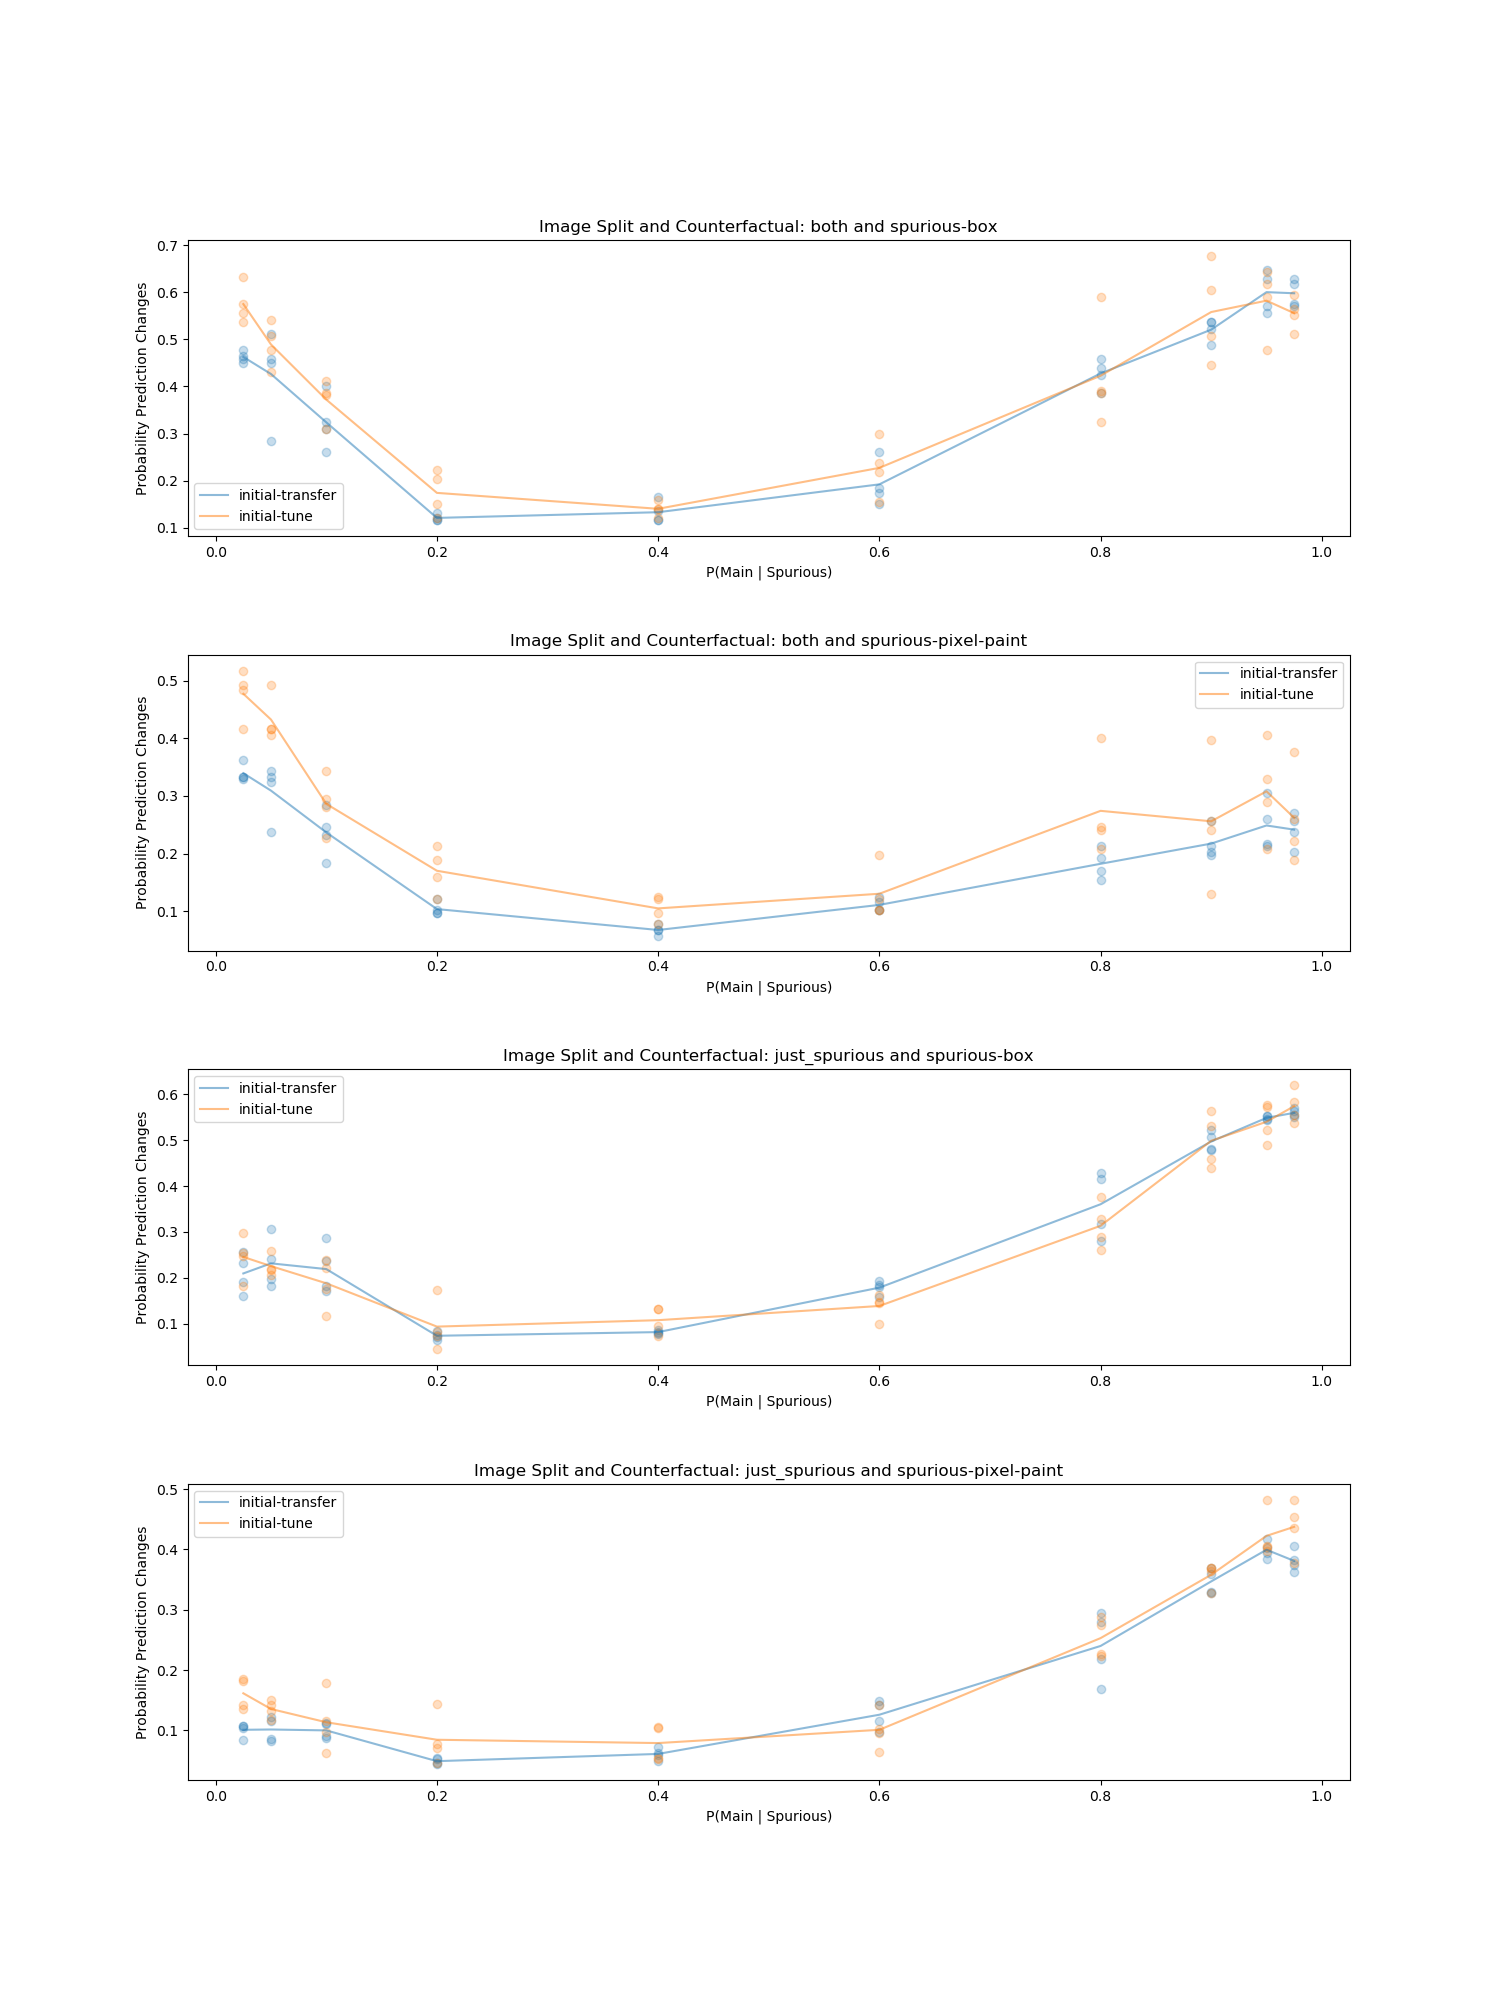 Image Split and Counterfactual: both and spurious-box
Probability Prediction Changes
0.7
0.6
0.5
0.4
0.3
0.2
0.1
initial-transfer
initial-tune
0.0 0.2 0.4 0.6 0.8 1.0
P(Main | Spurious)
Image Split and Counterfactual: both and spurious-pixel-paint
Probability Prediction Changes
0.5
0.4
0.3
0.2
0.1
initial-transfer
initial-tune
0.0 0.2 0.4 0.6 0.8 1.0
P(Main | Spurious)
Image Split and Counterfactual: just_spurious and spurious-box
Probability Prediction Changes
0.6
0.5
0.4
0.3
0.2
0.1
initial-transfer
initial-tune
0.0 0.2 0.4 0.6 0.8 1.0
P(Main | Spurious)
Image Split and Counterfactual: just_spurious and spurious-pixel-paint
Probability Prediction Changes
0.5
0.4
0.3
0.2
0.1
initial-transfer
initial-tune
0.0 0.2 0.4 0.6 0.8 1.0
P(Main | Spurious)